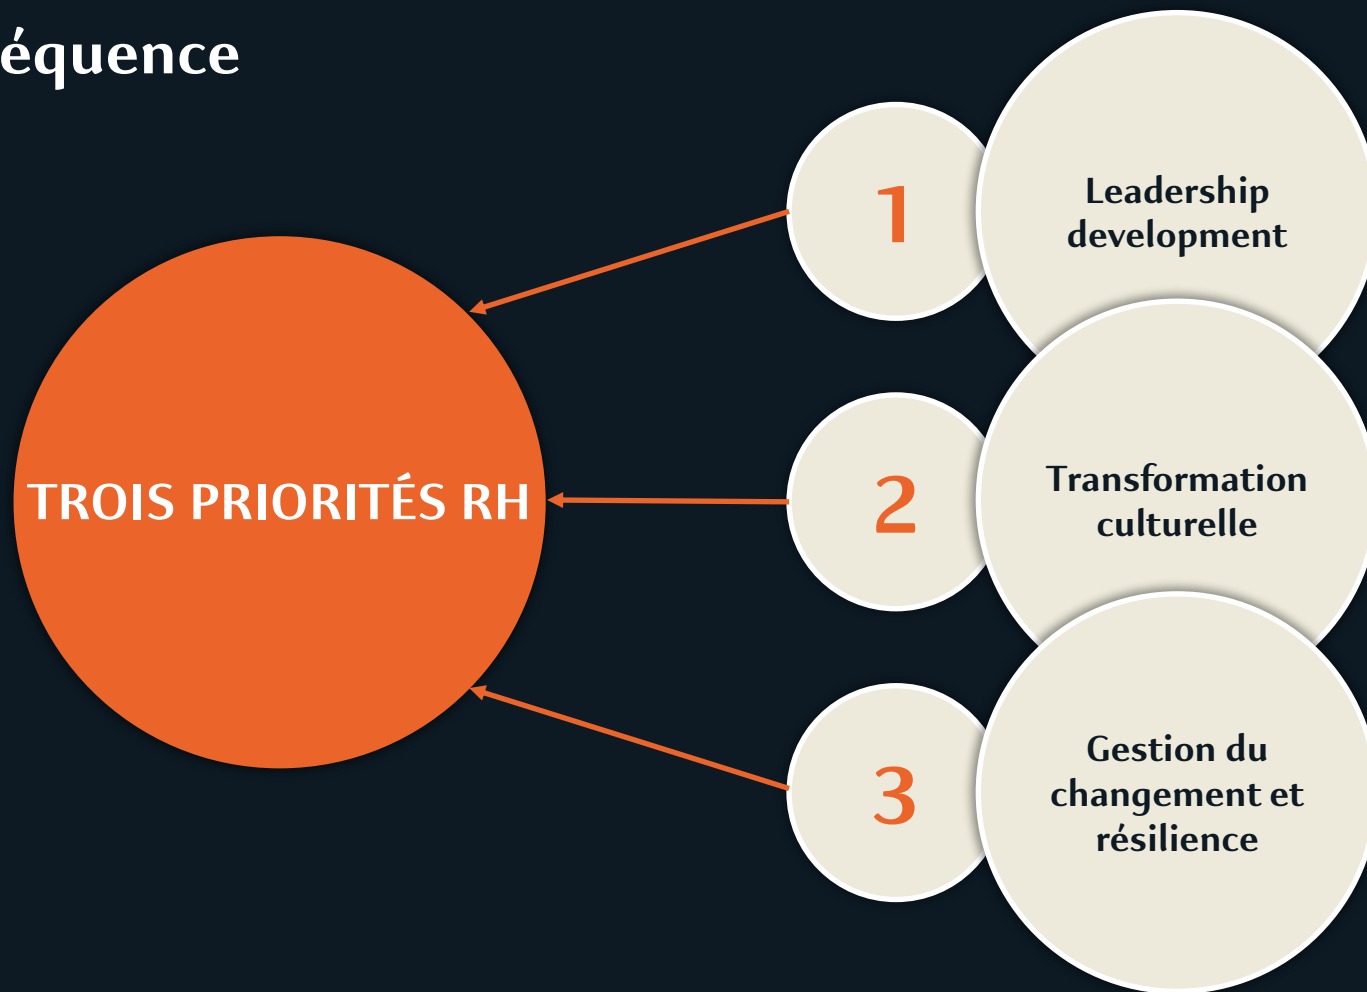 équence
1
Leadership
development
TROIS PRIORITÉS RH
2
Transformation
culturelle
3
Gestion du
changement et
résilience